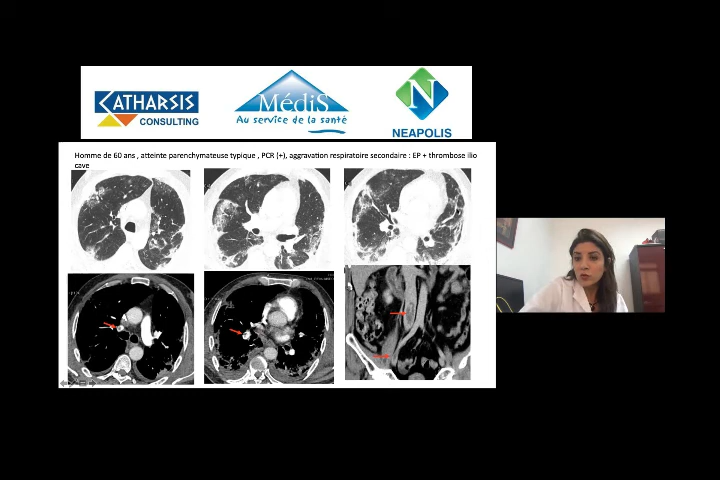 CATHARSIS
CONSULTING
MédiS
Au service de la santé
N
NEAPOLIS
Homme de 60 ans , atteinte parenchymateuse typique , PCR (+), aggravation respiratoire secondaire : EP + thrombose ilio
cave